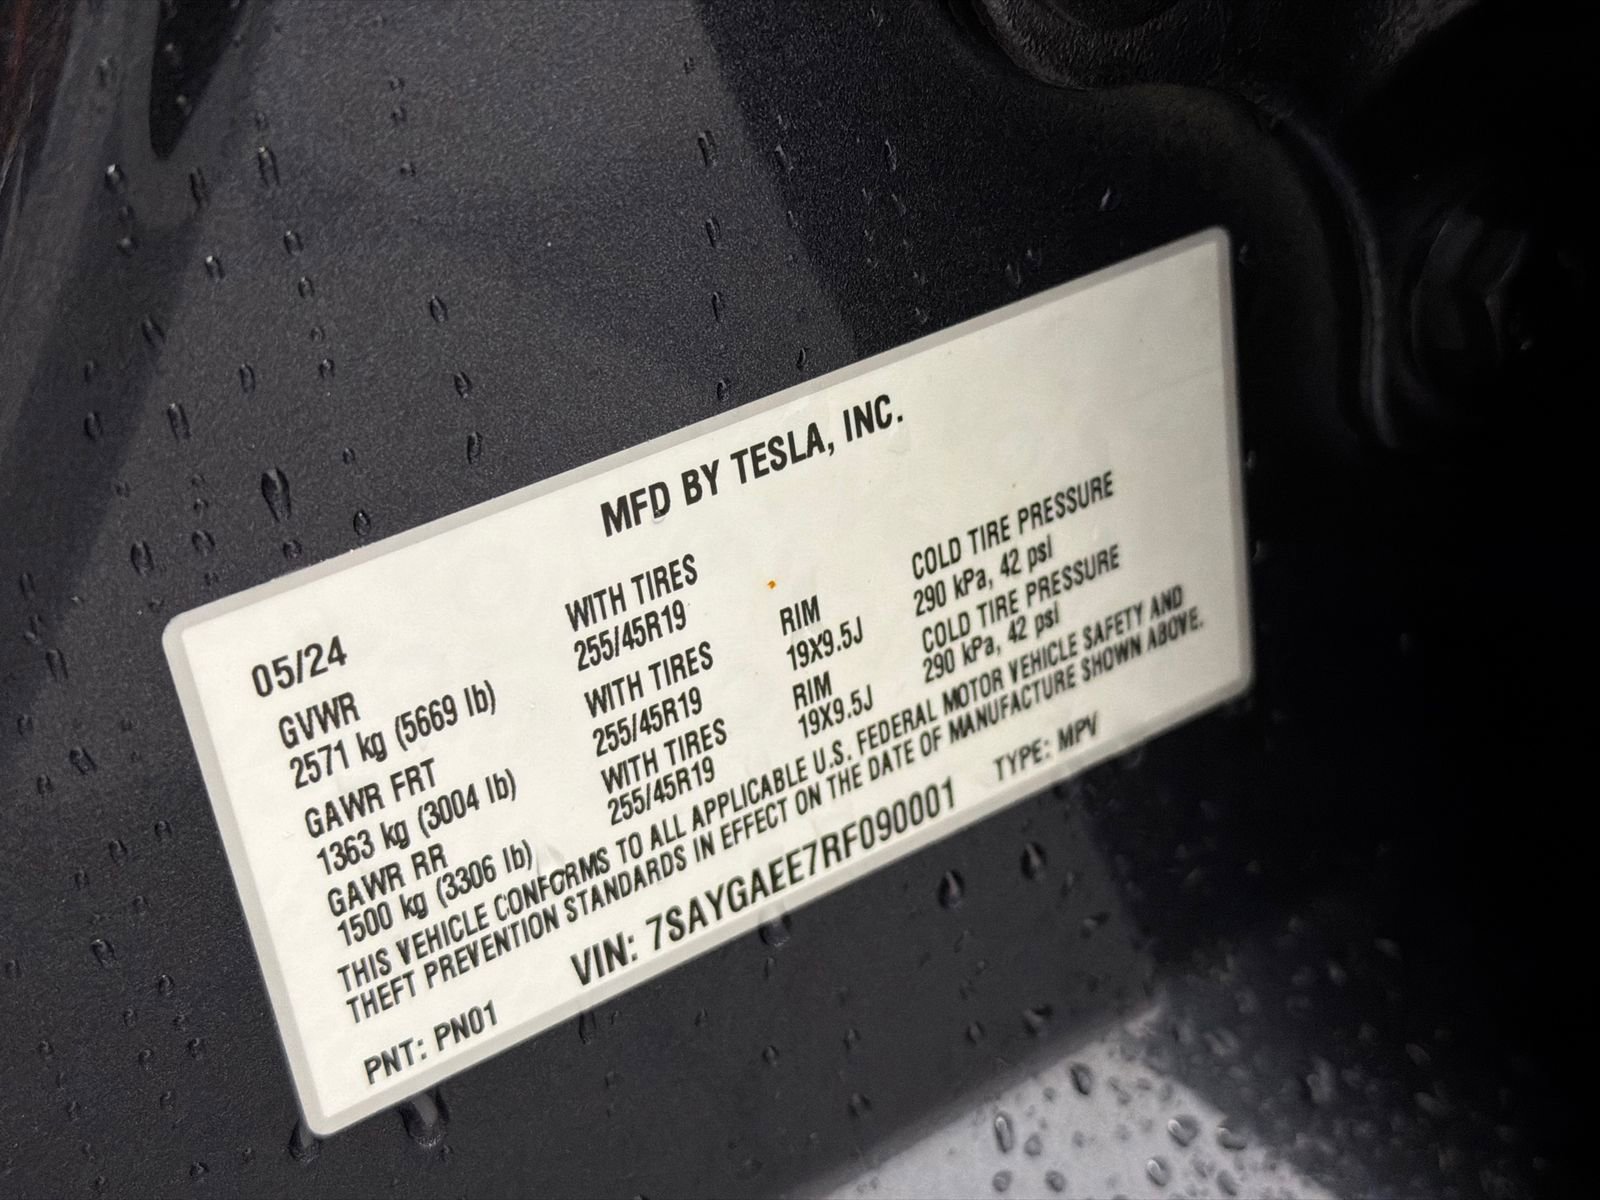 MFD BY TESLA, INC.
05/24
GVWR WITH TIRES
2571 kg (5669 lb) 255/45R19 RIM COLD TIRE PRESSURE
GAWR FRT WITH TIRES 19X9.5J 290 kPa, 42 psi
1363 kg (3004 lb) 255/45R19 RIM COLD TIRE PRESSURE
GAWR RR WITH TIRES 19X9.5J 290 kPa, 42 psi
1500 kg (3306 lb) 255/45R19
THIS VEHICLE CONFORMS TO ALL APPLICABLE U.S. FEDERAL MOTOR VEHICLE SAFETY AND
THEFT PREVENTION STANDARDS IN EFFECT ON THE DATE OF MANUFACTURE SHOWN ABOVE.
VIN: 7SAYGAEE7RF090001 TYPE: MPV
PNT: PN01